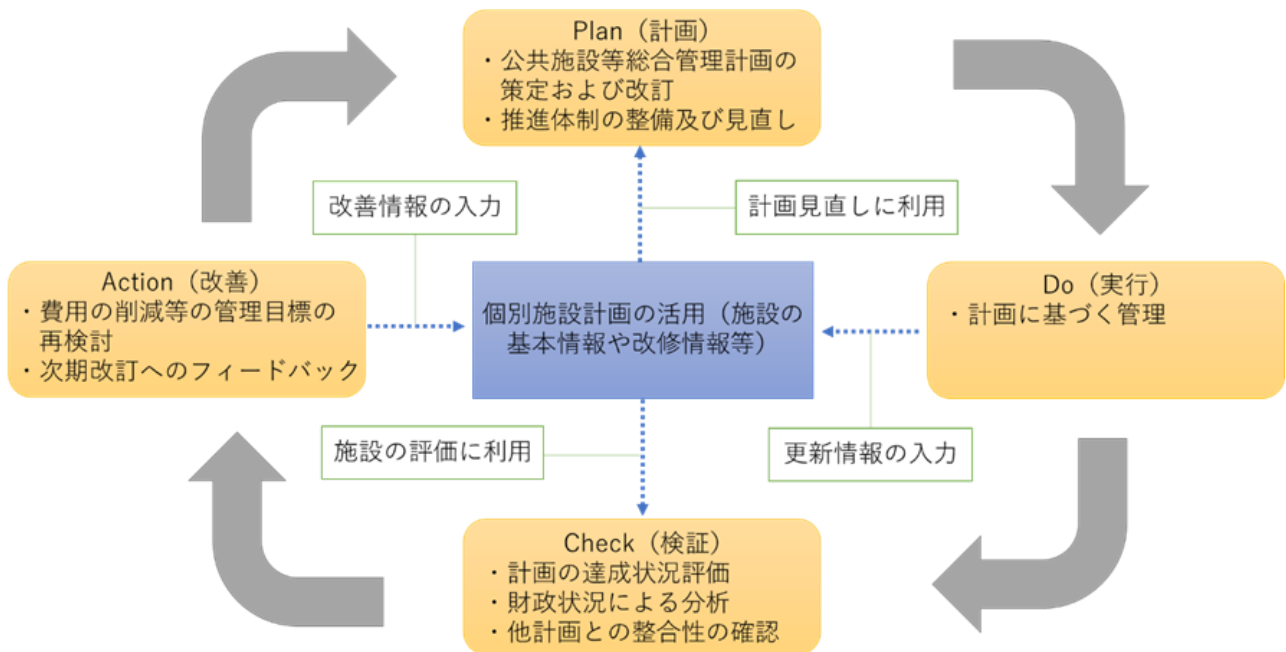 Plan（計画）
・公共施設等総合管理計画の
策定および改訂
・推進体制の整備及び見直し
改善情報の入力
計画見直しに利用
Action（改善）
・費用の削減等の管理目標の
再検討
・次期改訂へのフィードバック
個別施設計画の活用（施設の
基本情報や改修情報等）
Do（実行）
・計画に基づく管理
施設の評価に利用
更新情報の入力
Check（検証）
・計画の達成状況評価
・財政状況による分析
・他計画との整合性の確認